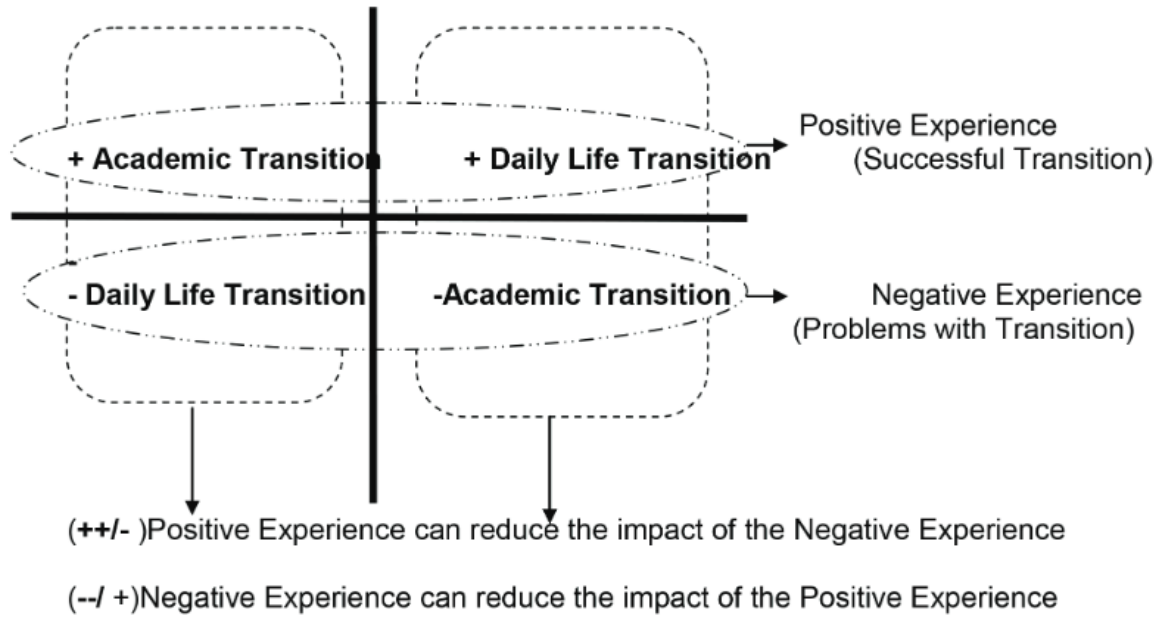 Positive Experience
(Successful Transition)
+ Academic Transition
+ Daily Life Transition
- Daily Life Transition
-Academic Transition
Negative Experience
(Problems with Transition)
(++/- )Positive Experience can reduce the impact of the Negative Experience
(--/ +)Negative Experience can reduce the impact of the Positive Experience